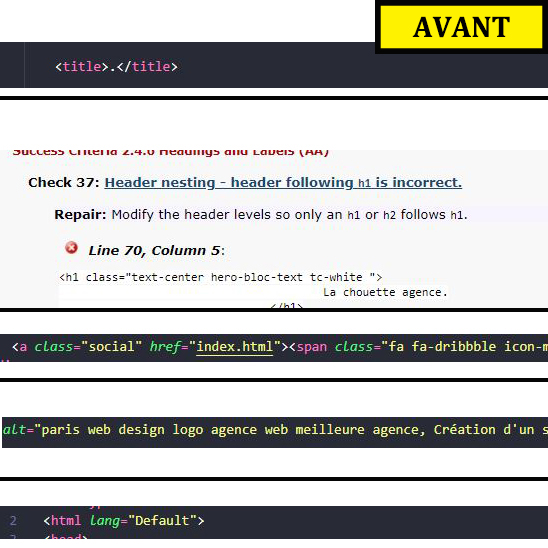 AVANT
<title>.</title>
Success Criteria 2.4.6 Headings and Labels (AA)
Check 37: Header nesting - header following h1 is incorrect.
Repair: Modify the header levels so only an h1 or h2 follows h1.
Line 70, Column 5:
<h1 class="text-center hero-bloc-text tc-white ">
La chouette agence.
</h1>
<a class="social" href="index.html"><span class="fa fa-dribbble icon-m
alt="paris web design logo agence web meilleure agence, Création d'un s
2 <html lang="Default">
3 <head>